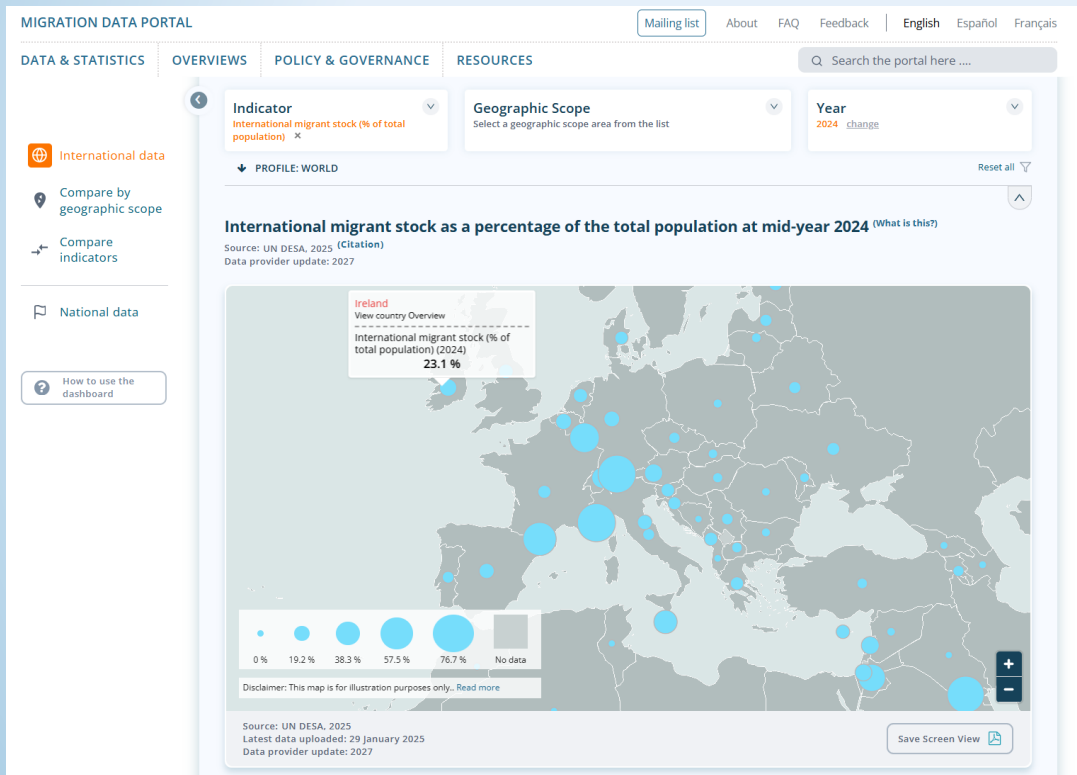 MIGRATION DATA PORTAL
Mailing list
About
FAQ
Feedback
English
Español
Français
DATA & STATISTICS
OVERVIEWS
POLICY & GOVERNANCE
RESOURCES
Search the portal here ....
International data
Compare by
geographic scope
Compare
indicators
National data
? How to use the
dashboard
Indicator
International migrant stock (% of total
population) ×
Geographic Scope
Select a geographic scope area from the list
Year
2024 change
PROFILE: WORLD
Reset all
International migrant stock as a percentage of the total population at mid-year 2024 (What is this?)
Source: UN DESA, 2025 (Citation)
Data provider update: 2027
Ireland
View country Overview
International migrant stock (% of
total population) (2024)
23.1 %
0 %
19.2 %
38.3 %
57.5 %
76.7 %
No data
Disclaimer: This map is for illustration purposes only... Read more
+
−
Source: UN DESA, 2025
Latest data uploaded: 29 January 2025
Data provider update: 2027
Save Screen View